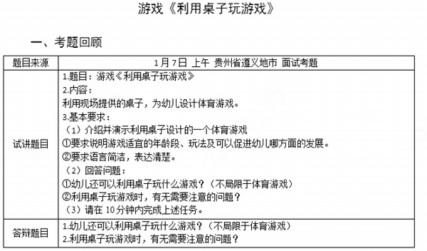 游戏《利用桌子玩游戏》
一、考题回顾
题目来源
1月7日 上午 贵州省遵义地市 面试考题
试讲题目
1.题目：游戏《利用桌子玩游戏》
2.内容：
利用现场提供的桌子，为幼儿设计体育游戏。
3.基本要求：
（1）介绍并演示利用桌子设计的一个体育游戏
①要求说明游戏适宜的年龄段、玩法及可以促进幼儿哪方面的发展。
②要求语言简洁，表达清楚。
（2）回答问题：
①幼儿还可以利用桌子玩什么游戏？（不局限于体育游戏）
②利用桌子玩游戏时，有无需要注意的问题？
（3）请在10分钟内完成上述任务。
答辩题目
1.幼儿还可以利用桌子玩什么游戏？（不局限于体育游戏）
2.利用桌子玩游戏时，有无需要注意的问题？